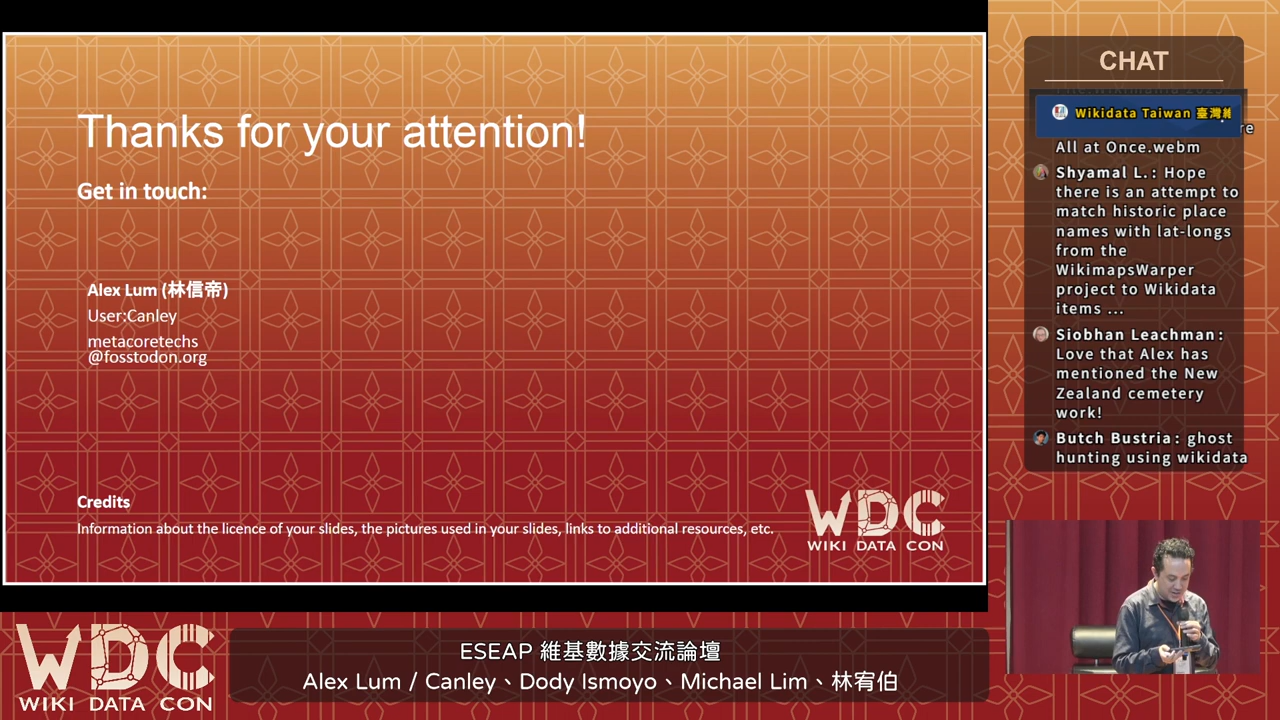 Thanks for your attention!
Get in touch:
Alex Lum (林信帝)
User:Canley
metacoretechs
@fosstodon.org
Credits
Information about the licence of your slides, the pictures used in your slides, links to additional resources, etc.
WDC
WIKI DATA CON
CHAT
Wikidata Taiwan 臺灣維
All at Once.webm
Shyamal L.: Hope
there is an attempt to
match historic place
names with lat-longs
from the
WikimapsWarper
project to Wikidata
items ...
Siobhan Leachman:
Love that Alex has
mentioned the New
Zealand cemetery
work!
Butch Bustria: ghost
hunting using wikidata
WDC
WIKI DATA CON
ESEAP 維基數據交流論壇
Alex Lum / Canley、Dody Ismoyo、Michael Lim、林宥伯